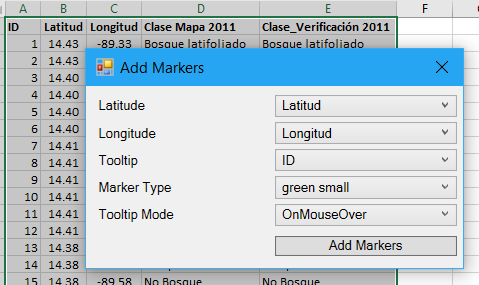 A B C D E F
ID Latitud Longitud Clase Mapa 2011 Clase_Verificación 2011
1 14.43 -89.33 Bosque latifoliado Bosque latifoliado
2 14.43
3 14.40
4 14.40
5 14.40
6 14.40
7 14.41
8 14.41
9 14.41
10 14.41
11 14.41
12 14.41
13 14.38
14 14.38
15 14.38 -89.58 No Bosque No Bosque
Add Markers
Latitude Latitud
Longitude Longitud
Tooltip ID
Marker Type green small
Tooltip Mode OnMouseOver
Add Markers